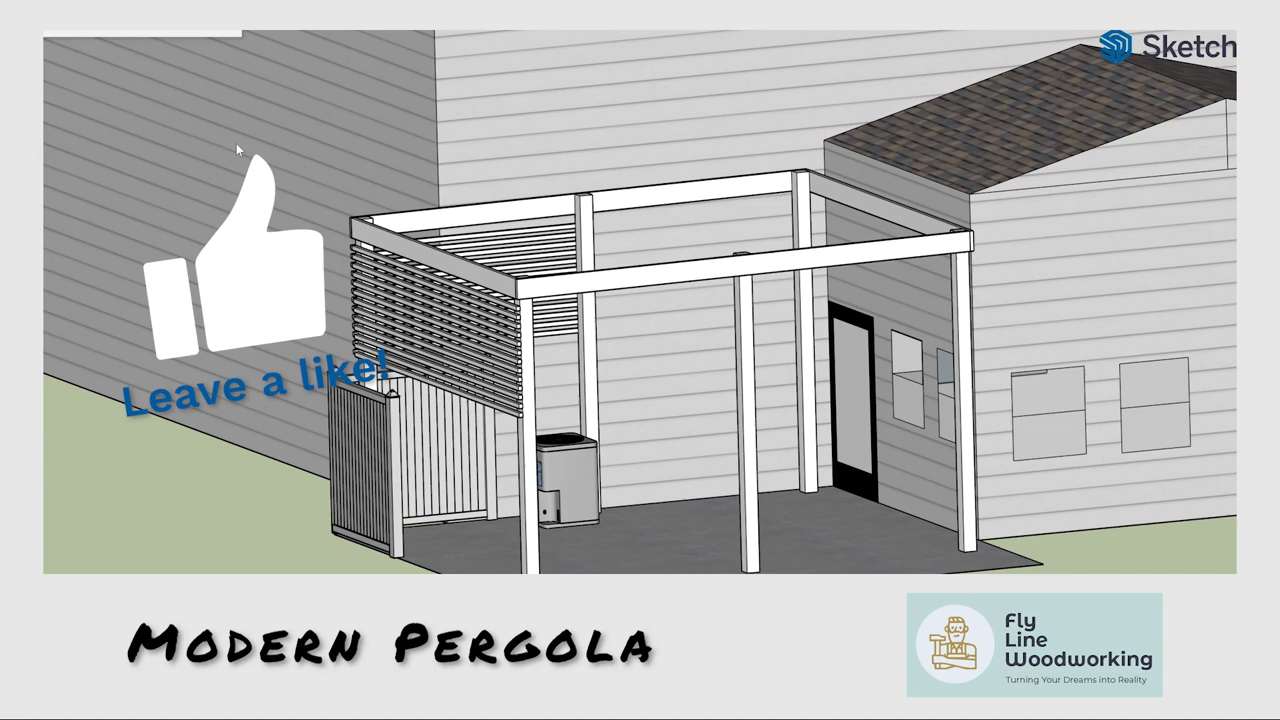 Sketch
Leave a like!
Modern Pergola
Fly
Line
Woodworking
Turning Your Dreams into Reality